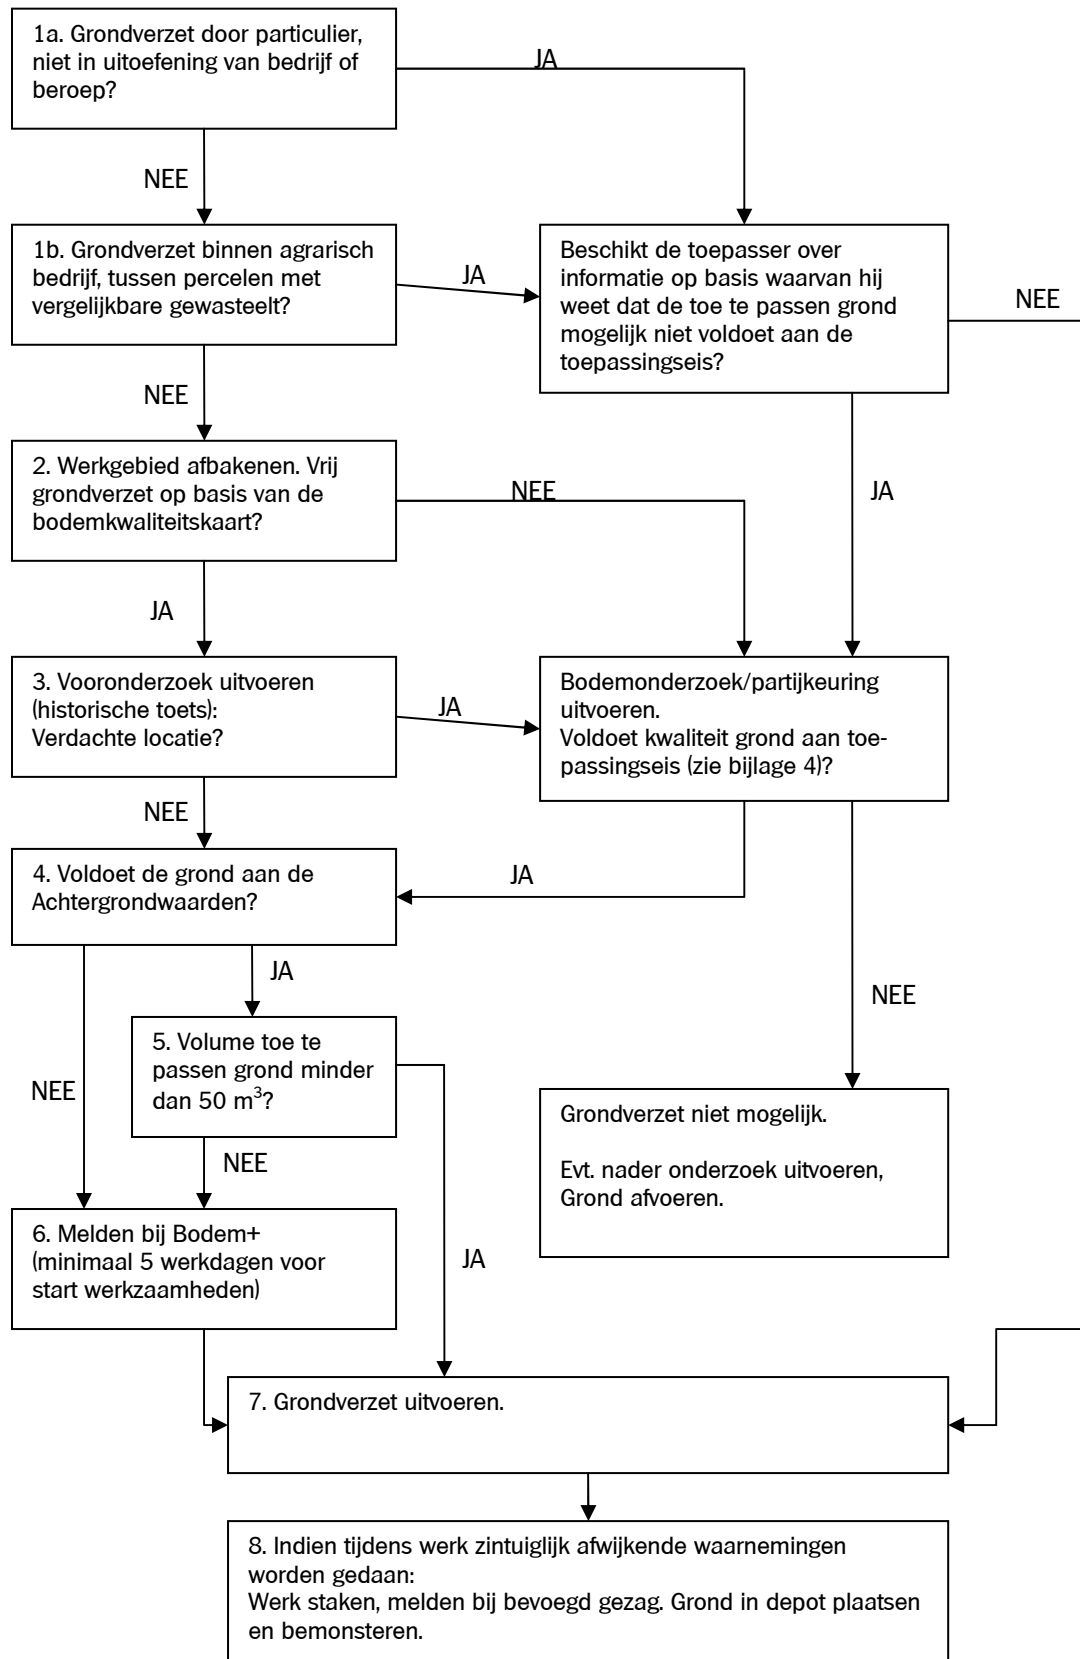 1a. Grondverzet door particulier,
niet in uitoefening van bedrijf of
beroep?
JA
NEE
1b. Grondverzet binnen agrarisch
bedrijf, tussen percelen met
vergelijkbare gewasteelt?
JA
Beschikt de toepasser over
informatie op basis waarvan hij
weet dat de toe te passen grond
mogelijk niet voldoet aan de
toepassingseis?
NEE
NEE
JA
2. Werkgebied afbakenen. Vrij
grondverzet op basis van de
bodemkwaliteitskaart?
NEE
JA
3. Vooronderzoek uitvoeren
(historische toets):
Verdachte locatie?
JA
Bodemonderzoek/partijkeuring
uitvoeren.
Voldoet kwaliteit grond aan toe-
passingseis (zie bijlage 4)?
NEE
JA
NEE
4. Voldoet de grond aan de
Achtergrondwaarden?
JA
NEE
5. Volume toe te
passen grond minder
dan 50 m³?
NEE
JA
Grondverzet niet mogelijk.
Evt. nader onderzoek uitvoeren,
Grond afvoeren.
6. Melden bij Bodem+
(minimaal 5 werkdagen voor
start werkzaamheden)
7. Grondverzet uitvoeren.
8. Indien tijdens werk zintuiglijk afwijkende waarnemingen
worden gedaan:
Werk staken, melden bij bevoegd gezag. Grond in depot plaatsen
en bemonsteren.